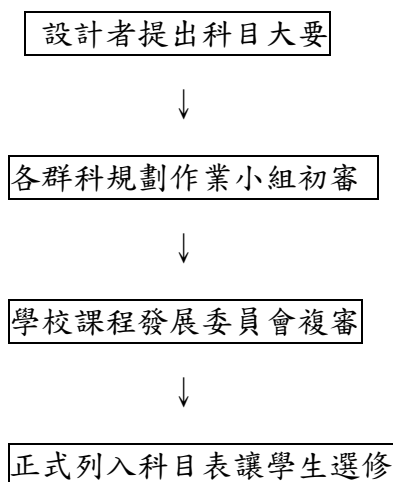 設計者提出科目大要
↓
各群科規劃作業小組初審
↓
學校課程發展委員會複審
↓
正式列入科目表讓學生選修